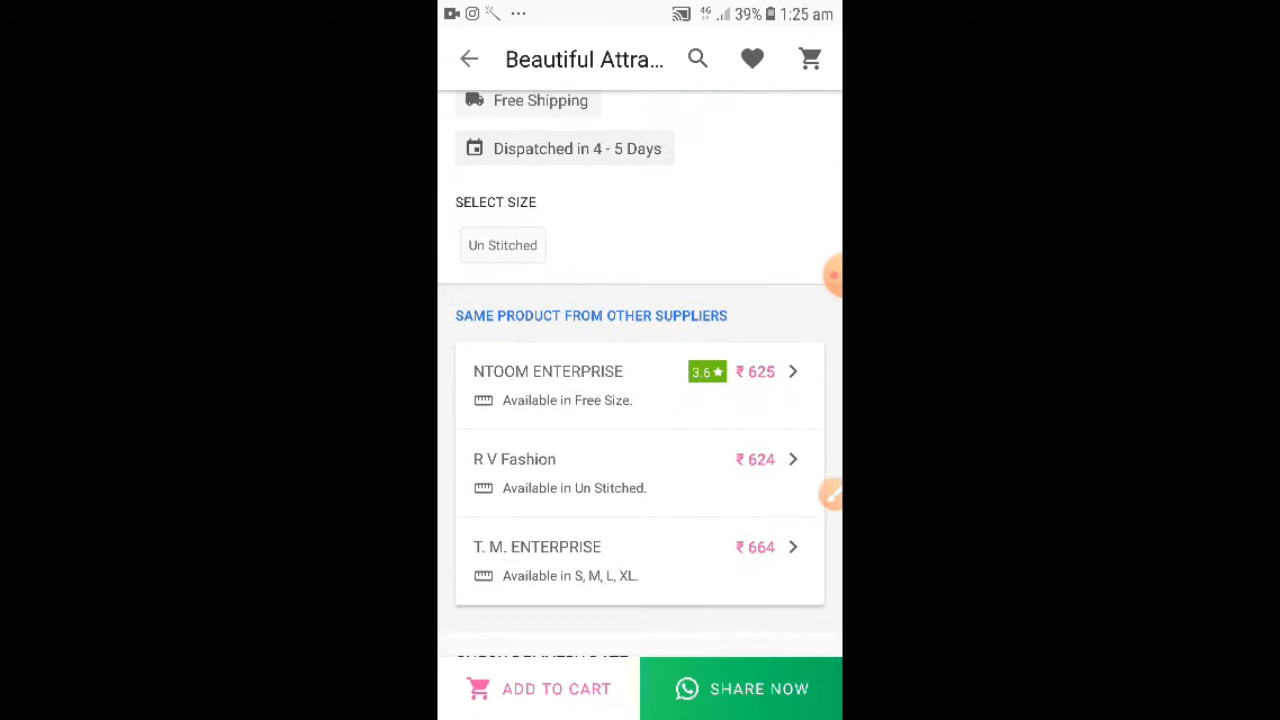 4G 39% 1:25 am
Beautiful Attra...
Free Shipping
Dispatched in 4 - 5 Days
SELECT SIZE
Un Stitched
SAME PRODUCT FROM OTHER SUPPLIERS
NTOOM ENTERPRISE 3.6★ ₹ 625
Available in Free Size.
R V Fashion ₹ 624
Available in Un Stitched.
T. M. ENTERPRISE ₹ 664
Available in S, M, L, XL.
ADD TO CART SHARE NOW